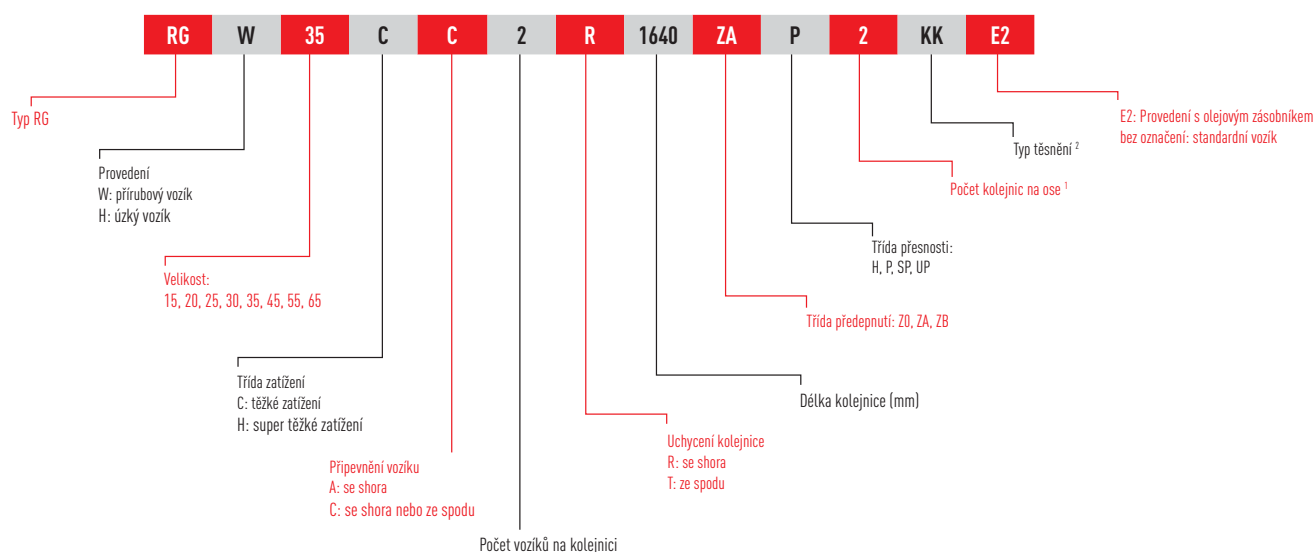 RG W 35 C C 2 R 1640 ZA P 2 KK E2
Typ RG
E2: Provedení s olejovým zásobníkem
bez označení: standardní vozík
Typ těsnění ²
Provedení
W: přírubový vozík
H: úzký vozík
Počet kolejnic na ose ¹
Třída přesnosti:
H, P, SP, UP
Velikost:
15, 20, 25, 30, 35, 45, 55, 65
Třída předepnutí: Z0, ZA, ZB
Třída zatížení
C: těžké zatížení
H: super těžké zatížení
Délka kolejnice (mm)
Uchycení kolejnice
R: se shora
T: ze spodu
Připevnění vozíku
A: se shora
C: se shora nebo ze spodu
Počet vozíků na kolejnici